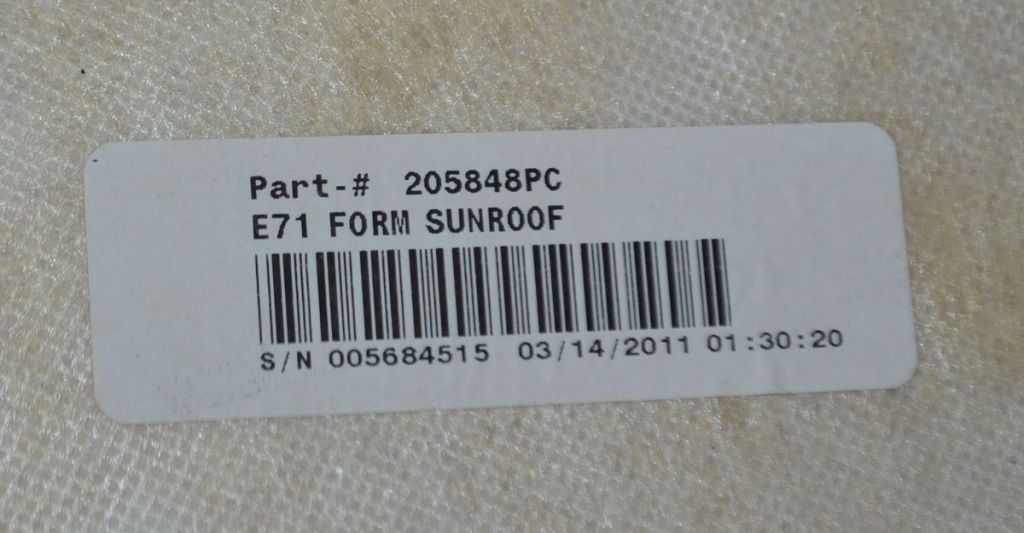 Part-# 205848PC
E71 FORM SUNROOF
S/N 005684515 03/14/2011 01:30:20